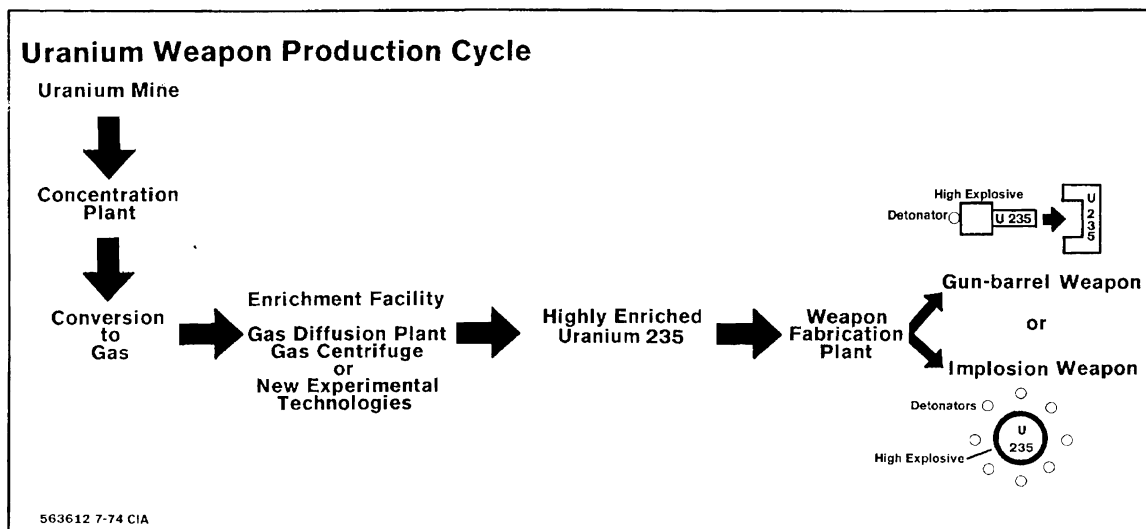 Uranium Weapon Production Cycle
Uranium Mine
Concentration
Plant
Conversion
to
Gas
Enrichment Facility
Gas Diffusion Plant
Gas Centrifuge
or
New Experimental
Technologies
Highly Enriched
Uranium 235
Weapon
Fabrication
Plant
High Explosive
Detonator
U 235
U
2
3
5
Gun-barrel Weapon
or
Implosion Weapon
Detonators
U
235
High Explosive
563612 7-74 CIA